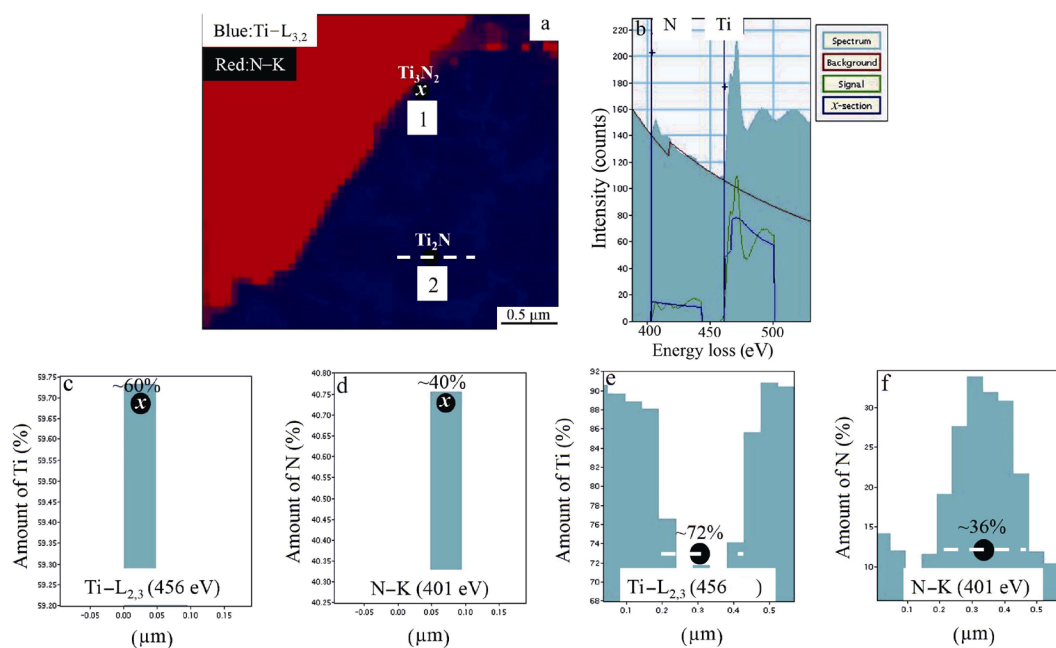 Blue:Ti–L3,2
a
Red:N–K
Ti3N2
x
1
Ti2N
2
0.5 μm
b
N
Ti
Intensity (counts)
220
200
180
160
140
120
100
80
60
40
20
0
400
450
500
Energy loss (eV)
Spectrum
Background
Signal
X-section
c
~60%
x
Amount of Ti (%)
59.75
59.70
59.65
59.60
59.55
59.50
59.45
59.40
59.35
59.30
59.25
59.20
Ti–L2,3 (456 eV)
−0.10
−0.05
0.00
0.05
0.10
0.15
(μm)
d
~40%
x
Amount of N (%)
40.80
40.75
40.70
40.65
40.60
40.55
40.50
40.45
40.40
40.35
40.30
40.25
N–K (401 eV)
−0.05
0.00
0.05
0.10
0.15
(μm)
e
~72%
Amount of Ti (%)
92
90
88
86
84
82
80
78
76
74
72
70
68
Ti–L2,3 (456
0.1
0.2
0.3
0.4
0.5
(μm)
f
~36%
Amount of N (%)
30
25
20
15
10
N–K (401 eV)
0.1
0.2
0.3
0.4
0.5
(μm)